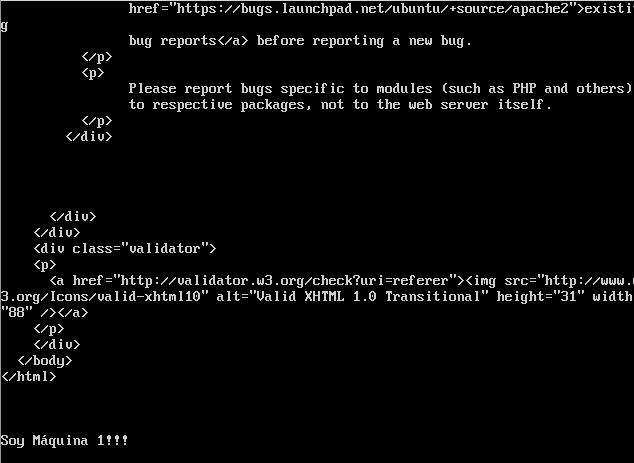 href="https://bugs.launchpad.net/ubuntu/+source/apache2">existi
g
bug reports</a> before reporting a new bug.
</p>
<p>
Please report bugs specific to modules (such as PHP and others)
to respective packages, not to the web server itself.
</p>
</div>
</div>
</div>
<div class="validator">
<p>
<a href="http://validator.w3.org/check?uri=referer"><img src="http://www.
3.org/Icons/valid-xhtml10" alt="Valid XHTML 1.0 Transitional" height="31" width
"88" /></a>
</p>
</div>
</body>
</html>
Soy Máquina 1!!!